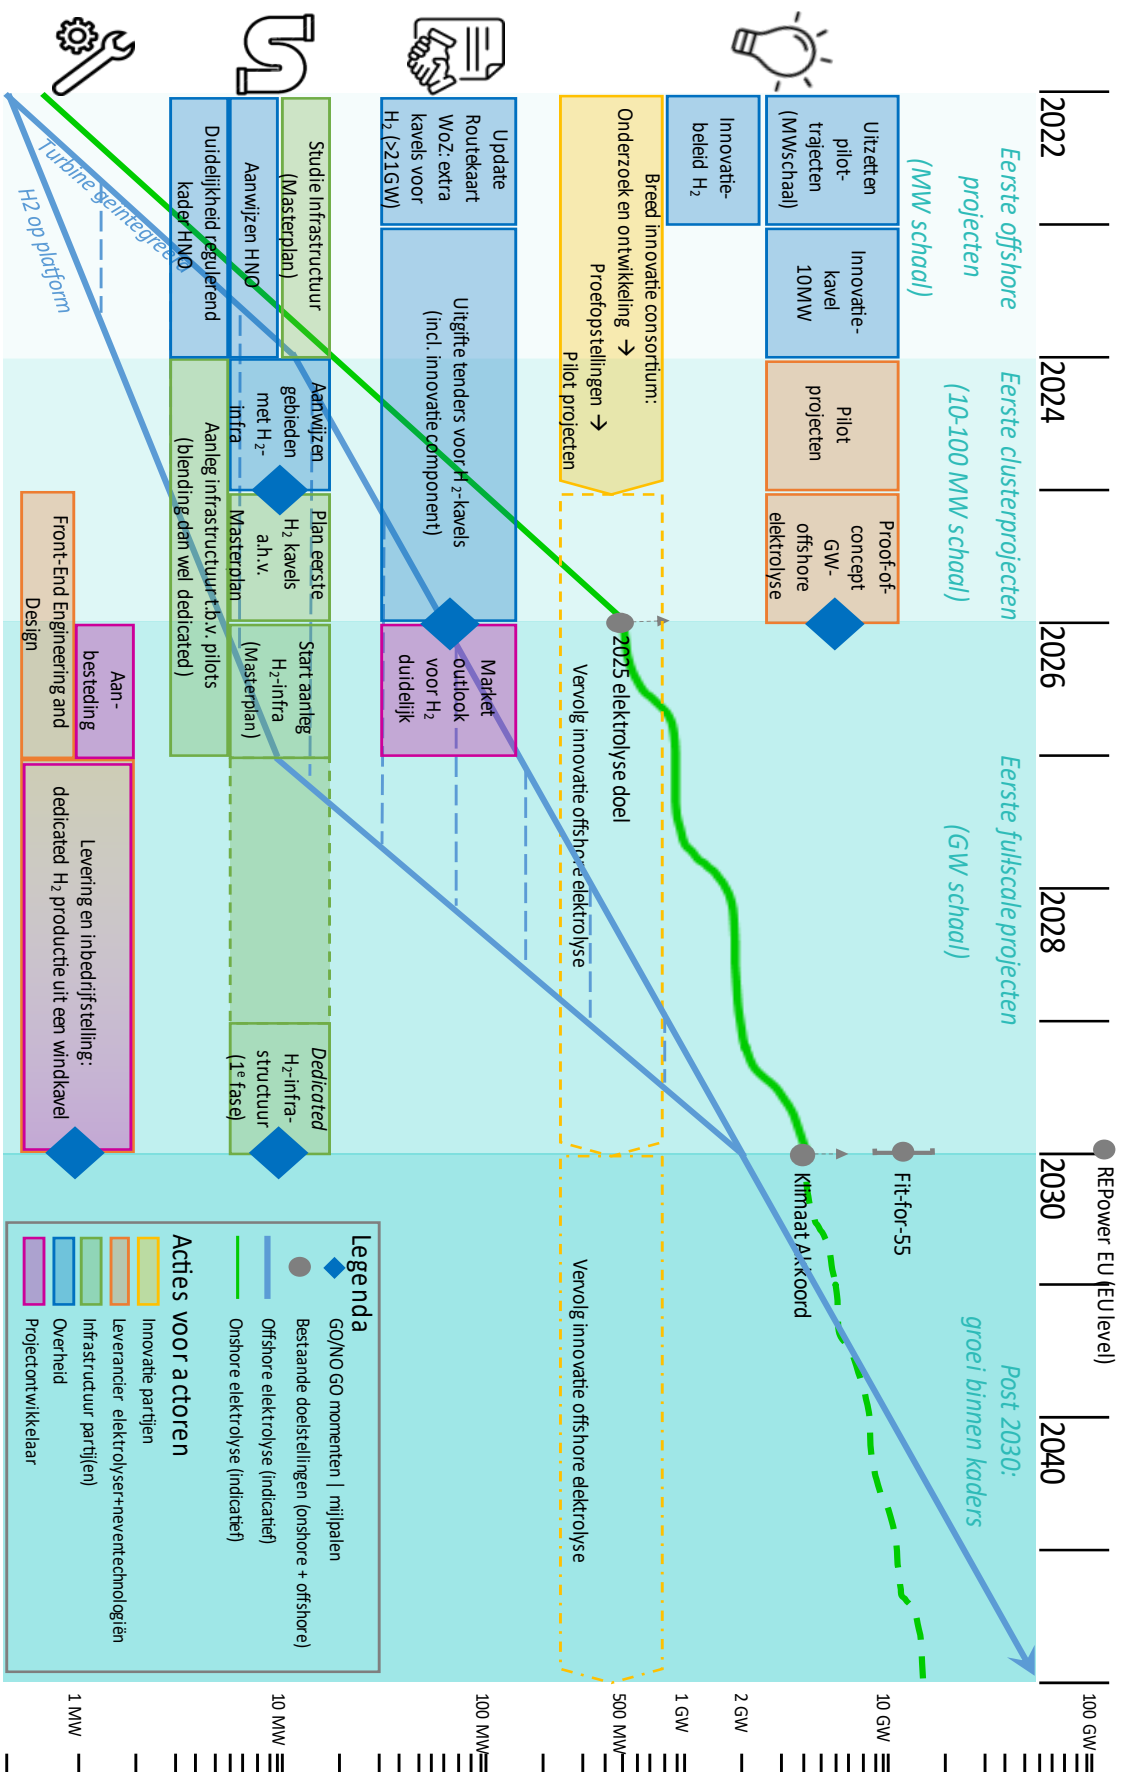 2022
2024
2026
2028
2030
2040
REPower EU (EU level)
Fit-for-55
Klimaat Akkoord
2025 elektrolyse doel
Eerste offshore
projecten
(MW schaal)
Eerste clusterprojecten
(10-100 MW schaal)
Eerste full-scale projecten
(GW schaal)
Post 2030:
groei binnen kaders
Uitzetten
pilot-
trajecten
(MWschaal)
Innovatie-
kavel
10MW
Pilot
projecten
Proof-of-
concept
GW-
offshore
elektrolyse
Innovatie-
beleid H2
Breed innovatie consortium:
Onderzoek en ontwikkeling →
Proefopstellingen →
Pilot projecten
Vervolg innovatie offshore elektrolyse
Vervolg innovatie offshore elektrolyse
Update
Routekaart
WoZ: extra
kavels voor
H2 (>21GW)
Uitgifte tenders voor H2-kavels
(incl. innovatie component)
Market
outlook
voor H2
duidelijk
Studie Infrastructuur
(Masterplan)
Aanwijzen HNO
Duidelijkheid regulerend
kader HNO
Aanwijzen
gebieden
met H2-
infra
Plan eerste
H2 kavels
a.h.v.
Masterplan
Start aanleg
H2-infra
(Masterplan)
Aanleg infrastructuur t.b.v. pilots
(blending dan wel dedicated)
Dedicated
H2-infra-
structuur
(1e fase)
Turbine geïntegreerd
H2 op platform
Front-End Engineering and
Design
Aan-
besteding
Levering en inbedrijfstelling:
dedicated H2 productie uit een windkavel
Legenda
GO/NO GO momenten | mijlpalen
Bestaande doelstellingen (onshore + offshore)
Offshore elektrolyse (indicatief)
Onshore elektrolyse (indicatief)
Acties voor actoren
Innovatie partijen
Leverancier elektrolyser+neventechnologiën
Infrastructuur partij(en)
Overheid
Projectontwikkelaar
100 GW
10 GW
2 GW
1 GW
500 MW
100 MW
10 MW
1 MW